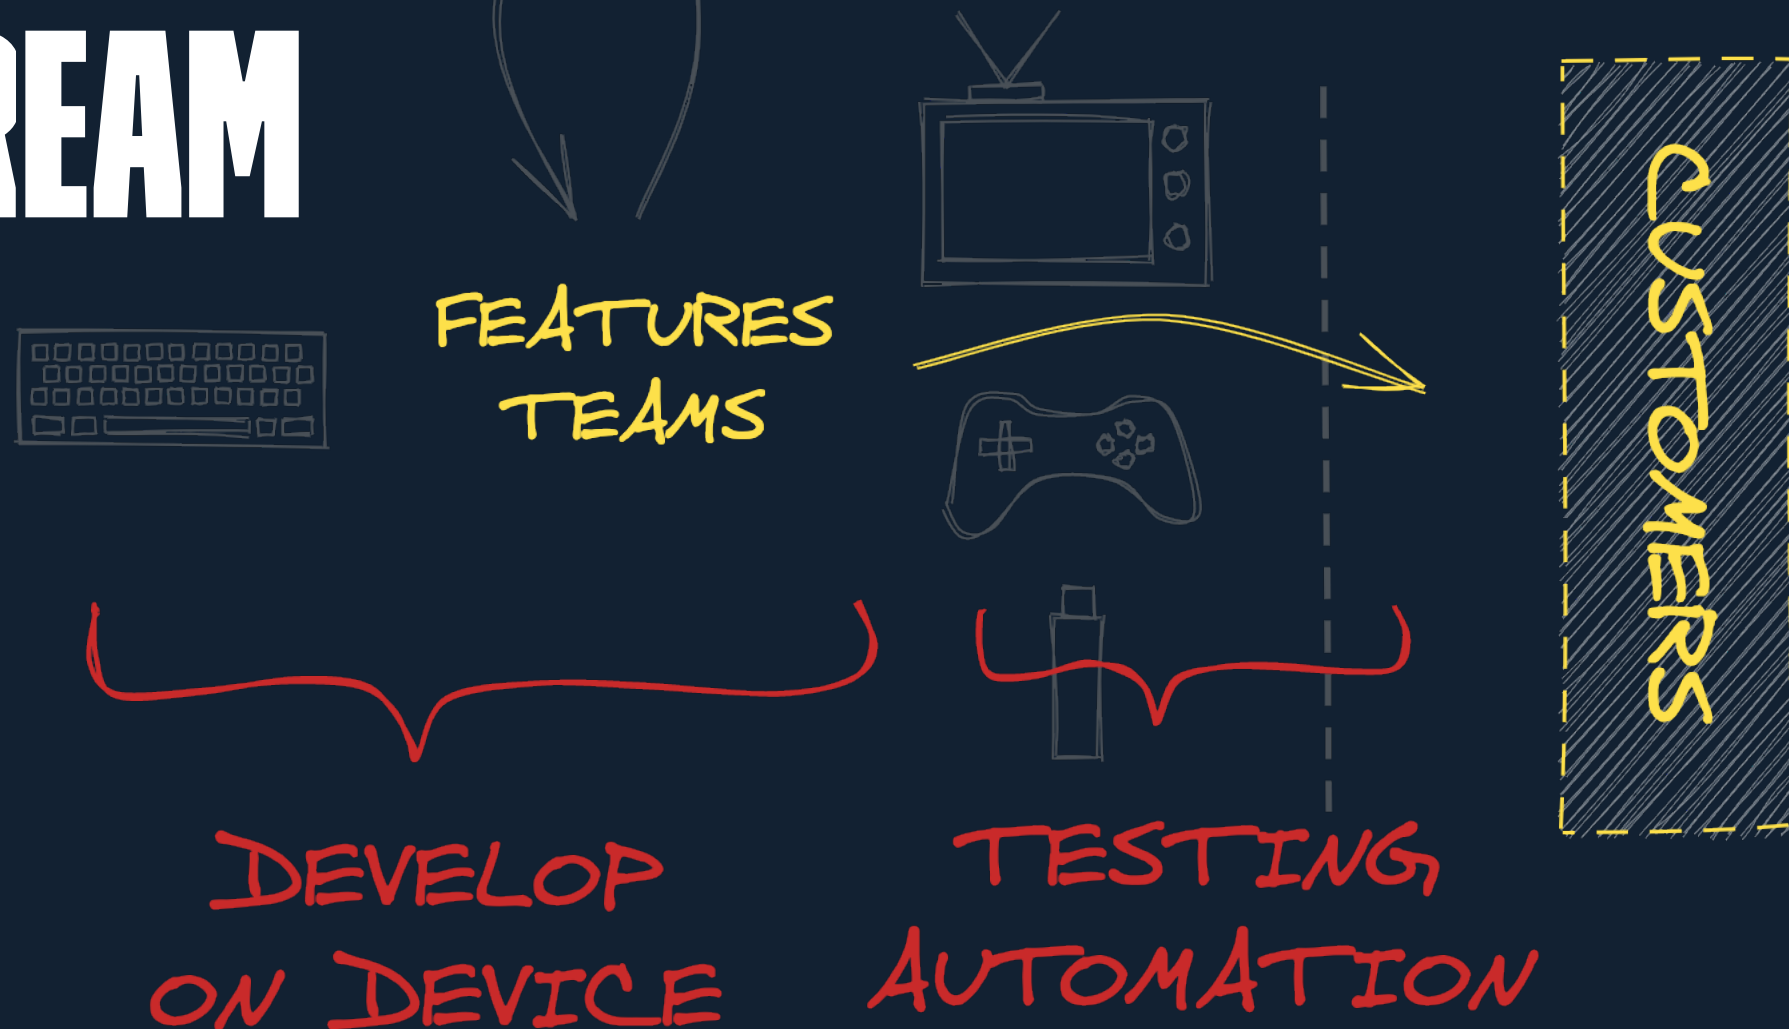 REAM
FEATURES
TEAMS
CUSTOMERS
DEVELOP
ON DEVICE
TESTING
AUTOMATION